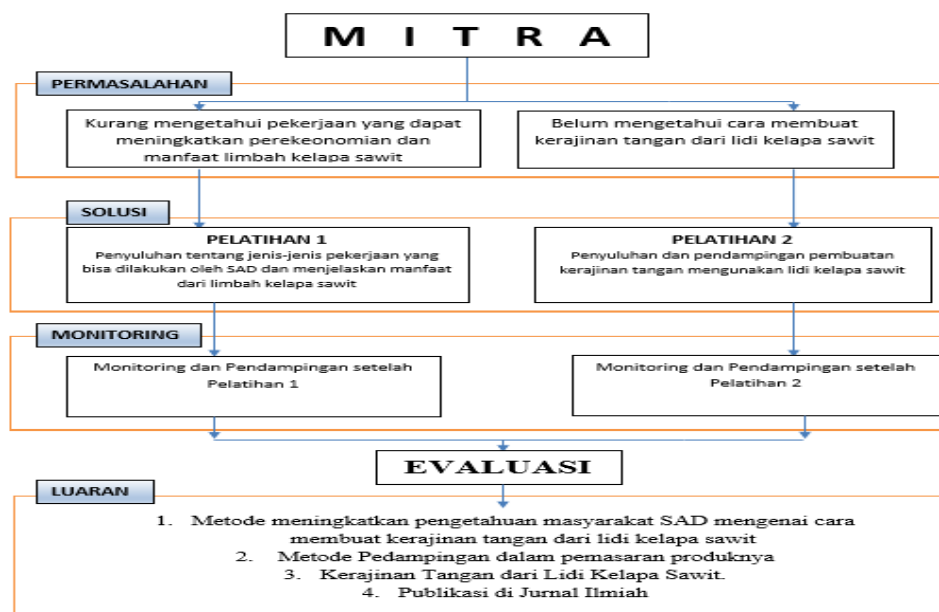 M I T R A
PERMASALAHAN
Kurang mengetahui pekerjaan yang dapat
meningkatkan perekonomian dan
manfaat limbah kelapa sawit
Belum mengetahui cara membuat
kerajinan tangan dari lidi kelapa sawit
SOLUSI
PELATIHAN 1
Penyuluhan tentang jenis-jenis pekerjaan yang
bisa dilakukan oleh SAD dan menjelaskan manfaat
dari limbah kelapa sawit
PELATIHAN 2
Penyuluhan dan pendampingan pembuatan
kerajinan tangan mengunakan lidi kelapa sawit
MONITORING
Monitoring dan Pendampingan setelah
Pelatihan 1
Monitoring dan Pendampingan setelah
Pelatihan 2
EVALUASI
LUARAN
1. Metode meningkatkan pengetahuan masyarakat SAD mengenai cara
membuat kerajinan tangan dari lidi kelapa sawit
2. Metode Pedampingan dalam pemasaran produknya
3. Kerajinan Tangan dari Lidi Kelapa Sawit.
4. Publikasi di Jurnal Ilmiah